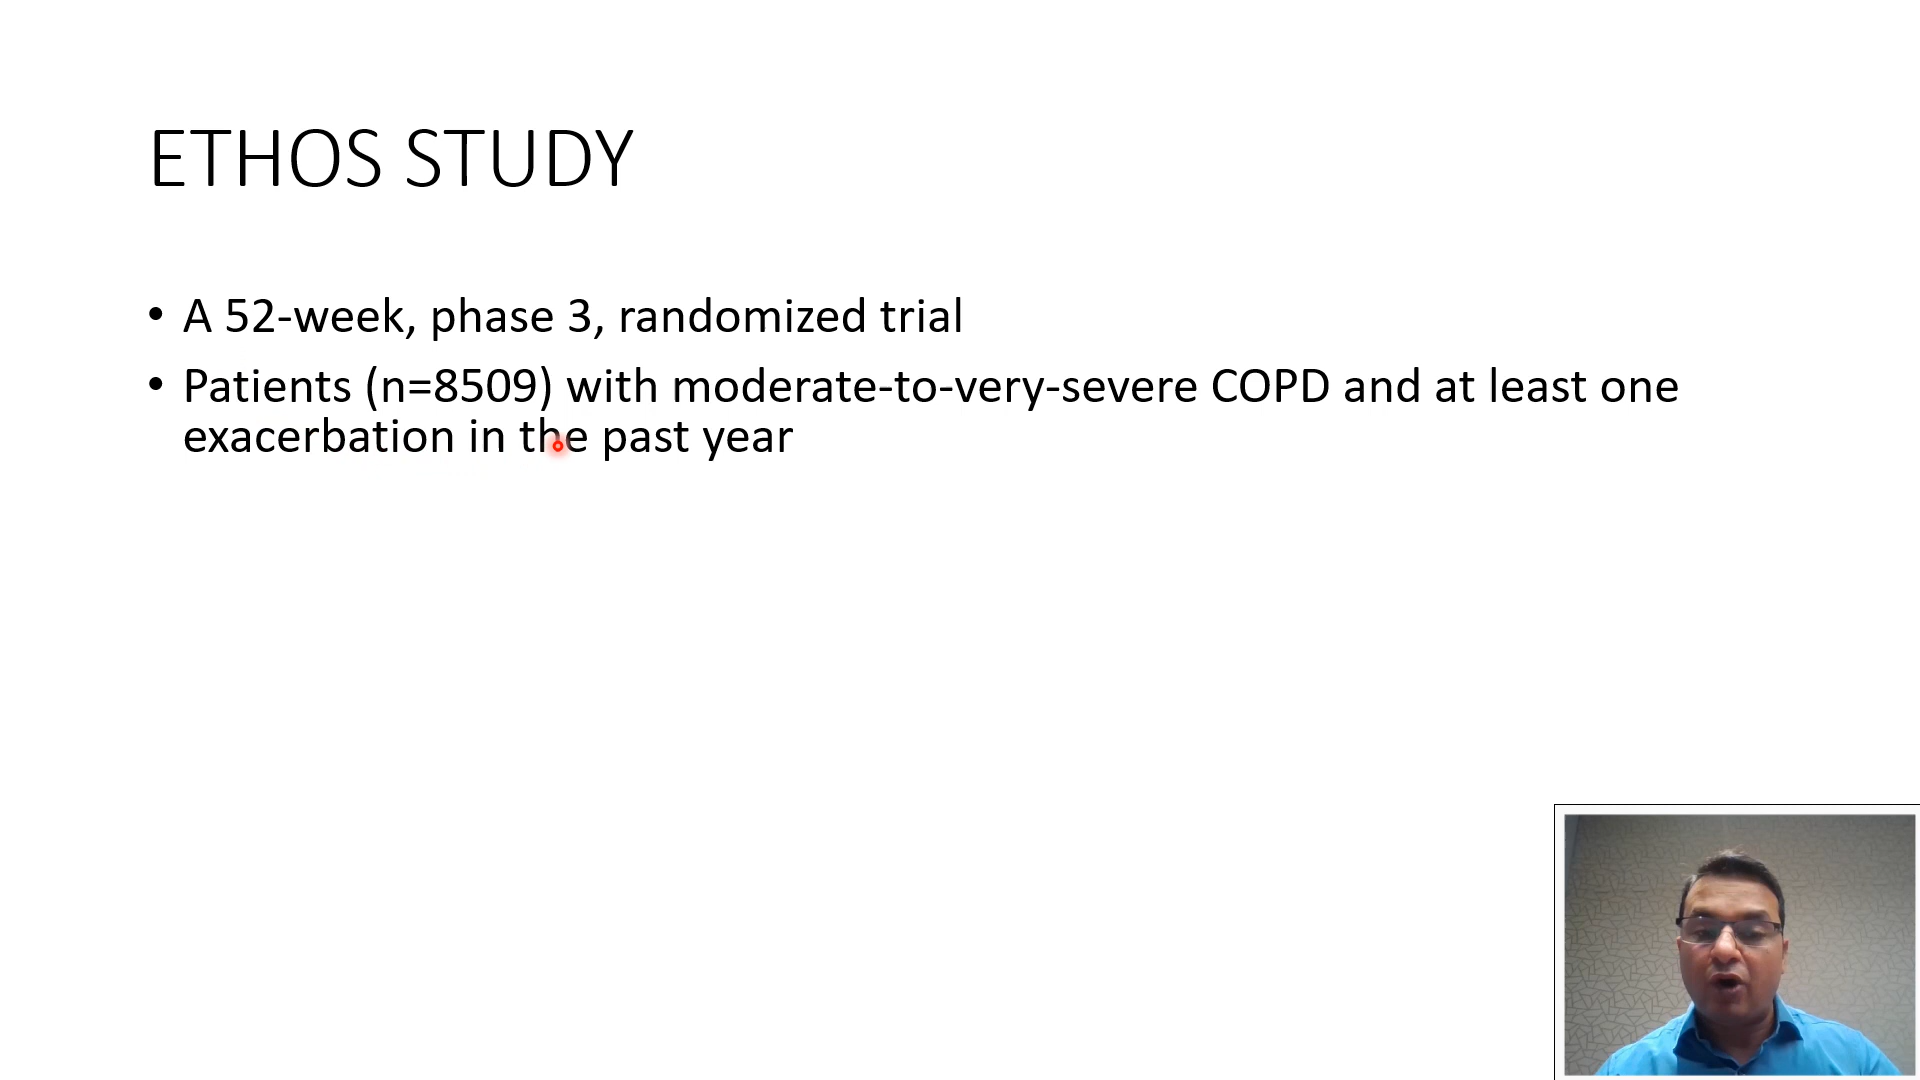 ETHOS STUDY
• A 52-week, phase 3, randomized trial
• Patients (n=8509) with moderate-to-very-severe COPD and at least one
exacerbation in the past year